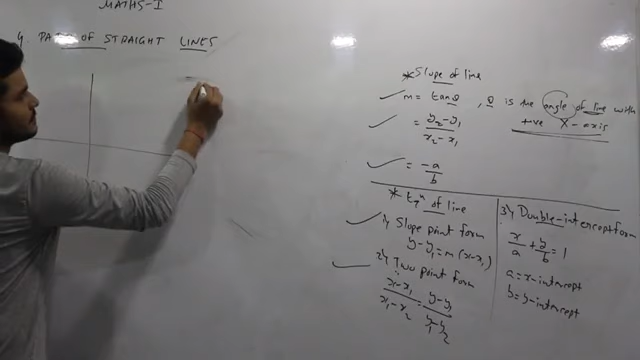 MATHS-I
4. PAIR OF STRAIGHT LINES
* Slope of line
m = tanθ , θ is the angle of line with
+ve X-axis
= y₂-y₁ / x₂-x₁
= -a / b
* Eqⁿ of line
1) Slope point form
y-y₁=m(x-x₁)
2) Two point form
x-x₁ / x₁-x₂ = y-y₁ / y₁-y₂
3) Double-intercept form
x/a + y/b = 1
a = x-intercept
b = y-intercept